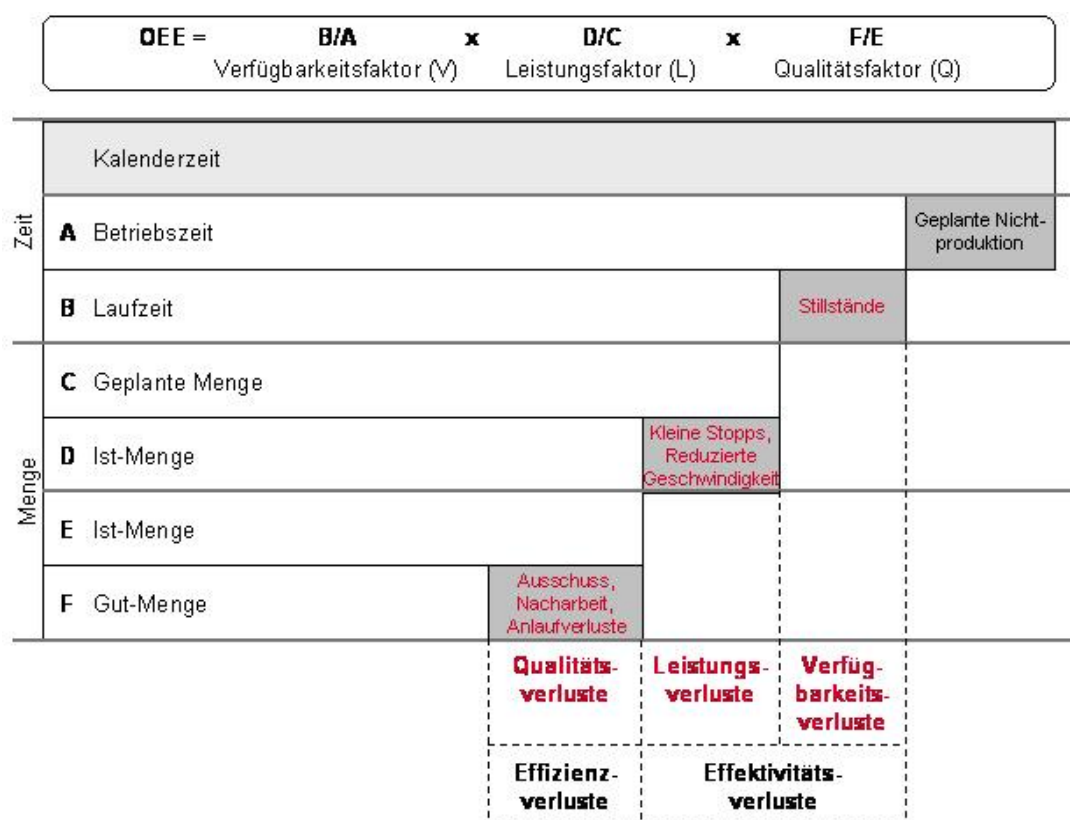 OEE = B/A x D/C x F/E
Verfügbarkeitsfaktor (V) Leistungsfaktor (L) Qualitätsfaktor (Q)
Zeit
Kalenderzeit
A Betriebszeit
Geplante Nicht-
produktion
B Laufzeit
Stillstände
Menge
C Geplante Menge
D Ist-Menge
Kleine Stopps,
Reduzierte
Geschwindigkeit
E Ist-Menge
F Gut-Menge
Ausschuss,
Nacharbeit,
Anlaufverluste
Qualitäts-
verluste
Leistungs-
verluste
Verfüg-
barkeits-
verluste
Effizienz-
verluste
Effektivitäts-
verluste